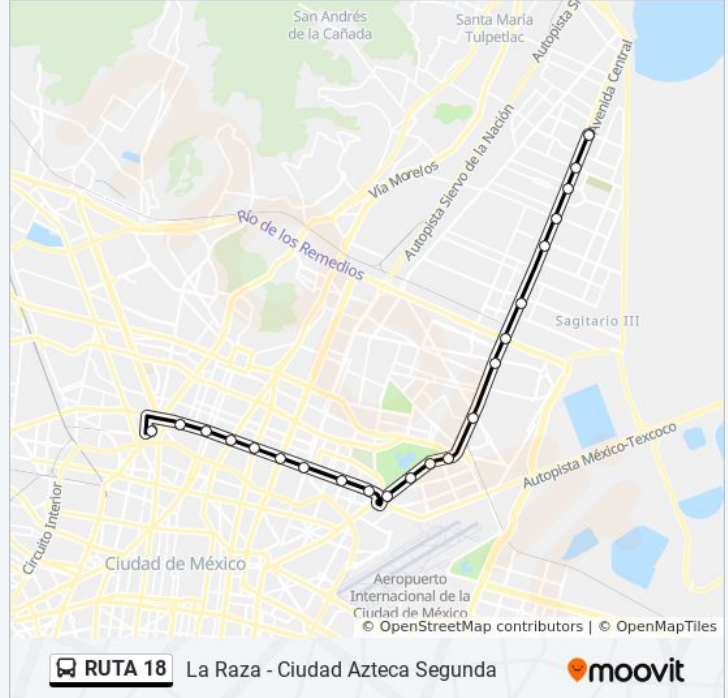 San Andrés
de la Cañada
Santa María
Tulpetlac
Autopista S
Avenida Central
Vía Morelos
Autopista Siervo de la Nación
Río de los Remedios
Sagitario III
Autopista México-Texcoco
Circuito Interior
Ciudad de México
Aeropuerto
Internacional de la
Ciudad de México
© OpenStreetMap contributors | © OpenMapTiles
RUTA 18 La Raza - Ciudad Azteca Segunda
moovit